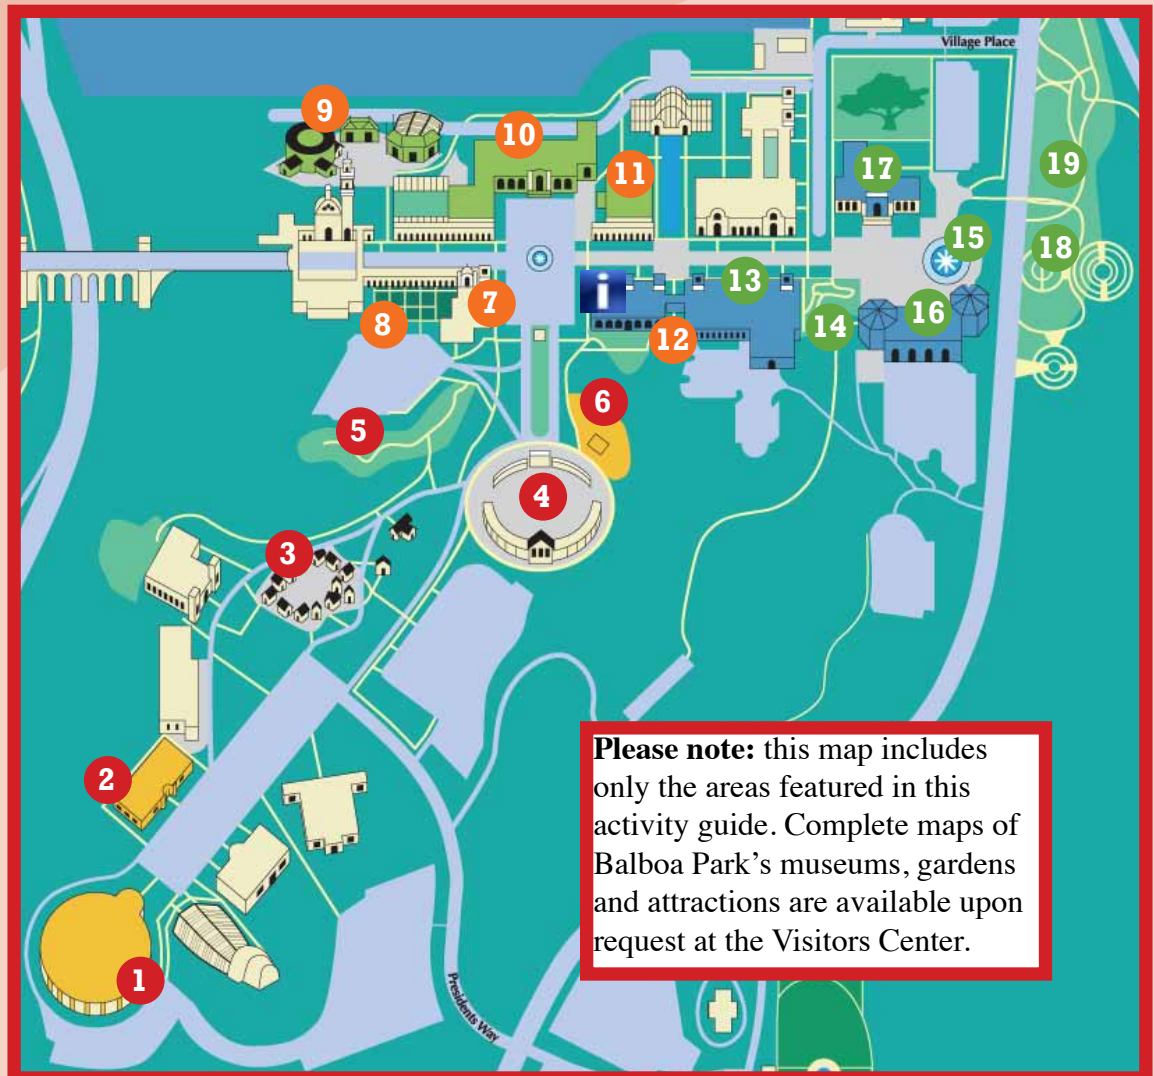 Village Place
9
10
11
17
19
15
18
13
i
7
8
16
14
12
6
5
4
3
2
1
Please note: this map includes
only the areas featured in this
activity guide. Complete maps of
Balboa Park’s museums, gardens
and attractions are available upon
request at the Visitors Center.
Presidents Way